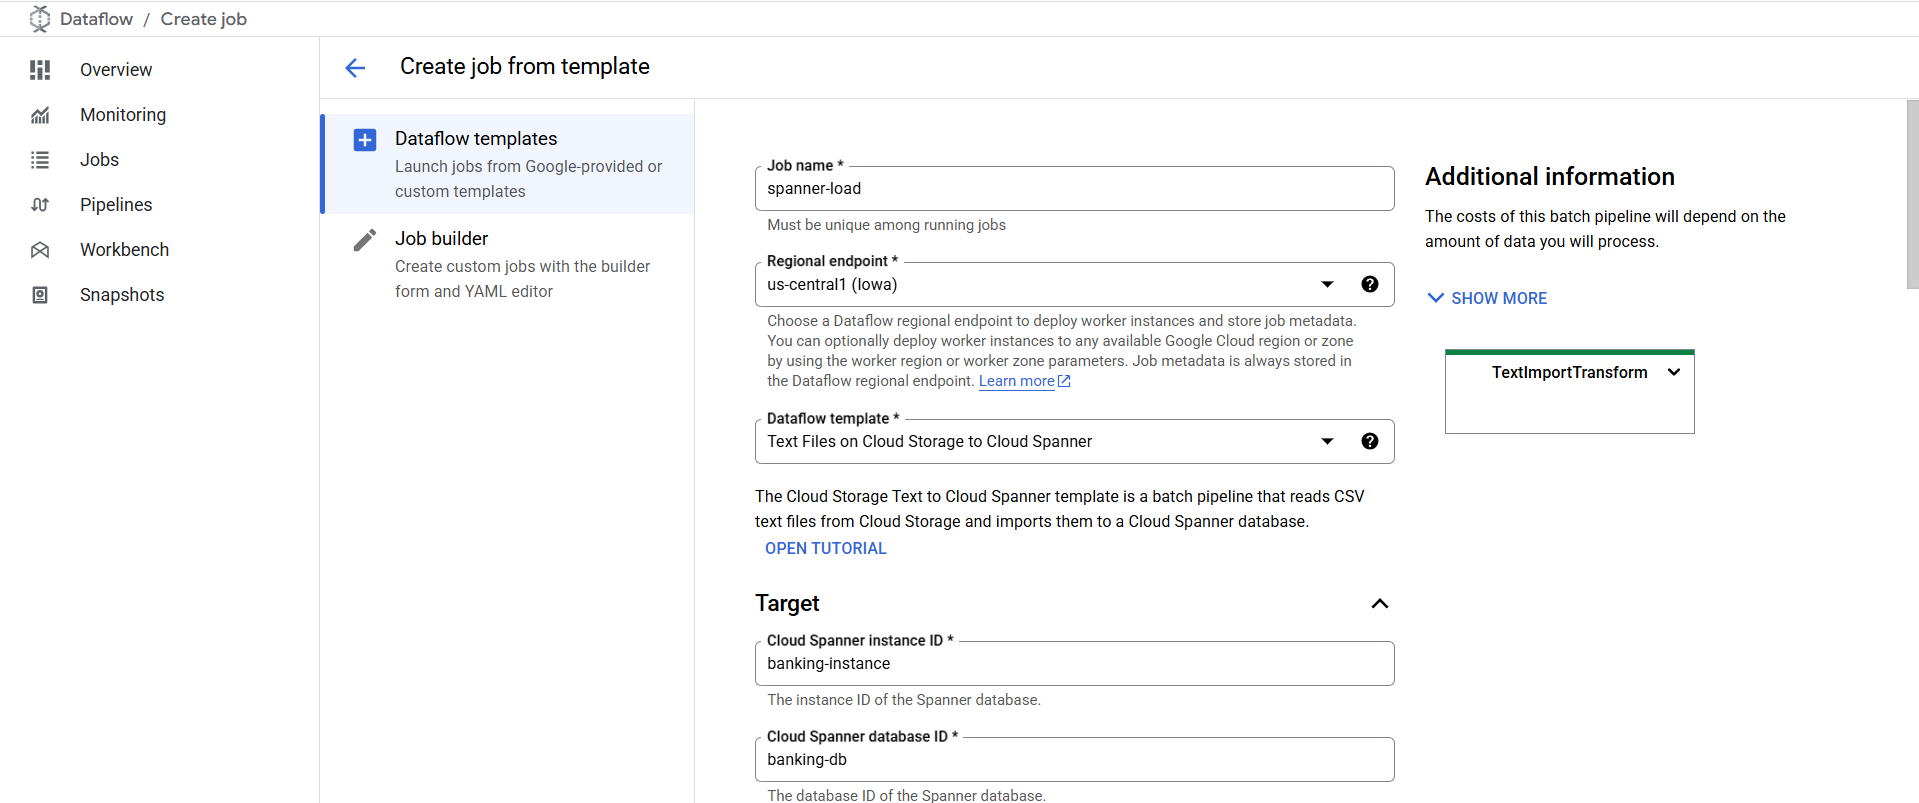 Dataflow / Create job
Overview
Monitoring
Jobs
Pipelines
Workbench
Snapshots
Create job from template
Dataflow templates
Launch jobs from Google-provided or
custom templates
Job builder
Create custom jobs with the builder
form and YAML editor
Job name *
spanner-load
Must be unique among running jobs
Regional endpoint *
us-central1 (Iowa)
Choose a Dataflow regional endpoint to deploy worker instances and store job metadata.
You can optionally deploy worker instances to any available Google Cloud region or zone
by using the worker region or worker zone parameters. Job metadata is always stored in
the Dataflow regional endpoint. Learn more
Dataflow template *
Text Files on Cloud Storage to Cloud Spanner
The Cloud Storage Text to Cloud Spanner template is a batch pipeline that reads CSV
text files from Cloud Storage and imports them to a Cloud Spanner database.
OPEN TUTORIAL
Target
Cloud Spanner instance ID *
banking-instance
The instance ID of the Spanner database.
Cloud Spanner database ID *
banking-db
The database ID of the Spanner database.
Additional information
The costs of this batch pipeline will depend on the
amount of data you will process.
SHOW MORE
TextImportTransform